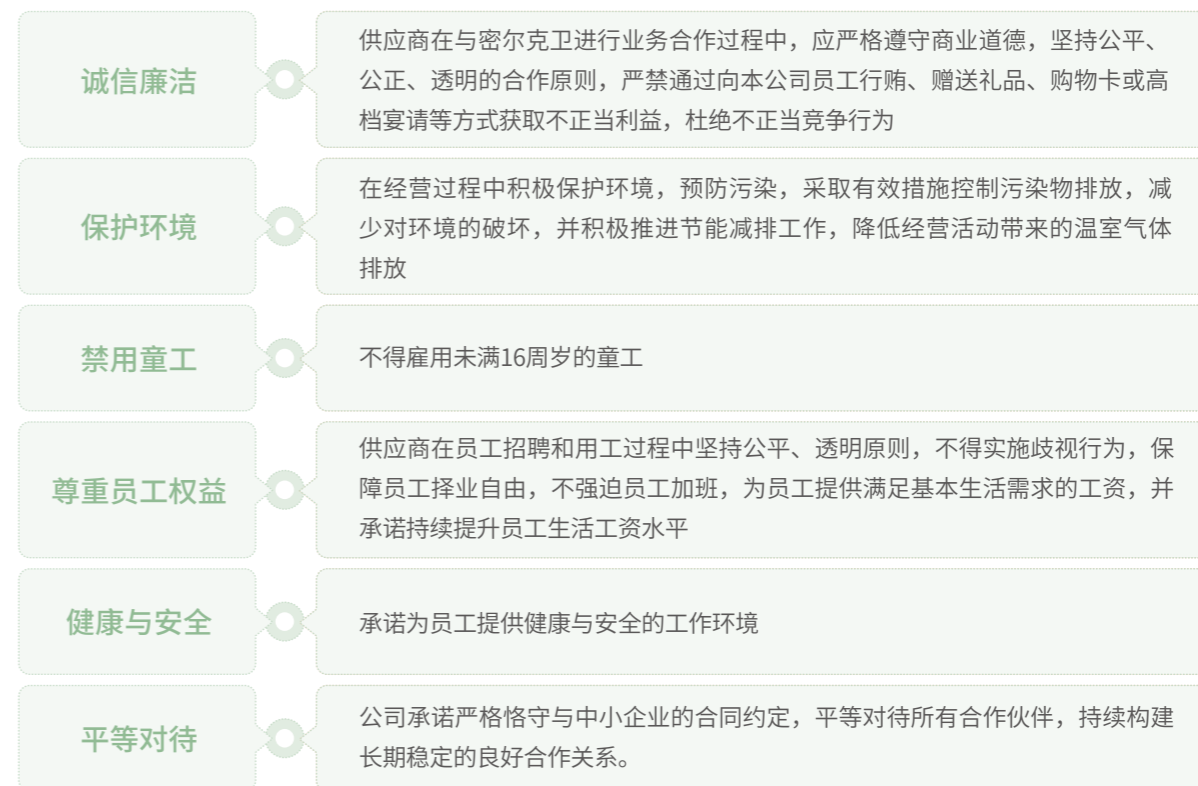 诚信廉洁
供应商在与密尔克卫进行业务合作过程中，应严格遵守商业道德，坚持公平、
公正、透明的合作原则，严禁通过向本公司员工行贿、赠送礼品、购物卡或高
档宴请等方式获取不正当利益，杜绝不正当竞争行为
保护环境
在经营过程中积极保护环境，预防污染，采取有效措施控制污染物排放，减
少对环境的破坏，并积极推进节能减排工作，降低经营活动带来的温室气体
排放
禁用童工
不得雇用未满16周岁的童工
尊重员工权益
供应商在员工招聘和用工过程中坚持公平、透明原则，不得实施歧视行为，保
障员工择业自由，不强迫员工加班，为员工提供满足基本生活需求的工资，并
承诺持续提升员工生活工资水平
健康与安全
承诺为员工提供健康与安全的工作环境
平等对待
公司承诺严格恪守与中小企业的合同约定，平等对待所有合作伙伴，持续构建
长期稳定的良好合作关系。